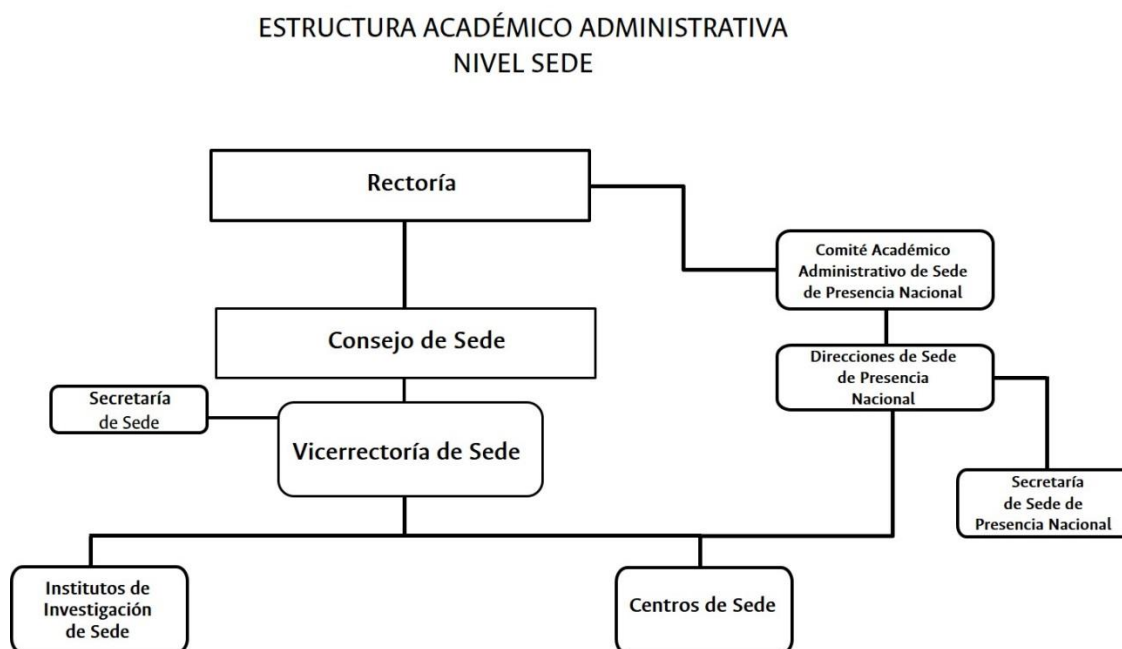 ESTRUCTURA ACADÉMICO ADMINISTRATIVA
NIVEL SEDE
Rectoría
Comité Académico
Administrativo de Sede
de Presencia Nacional
Consejo de Sede
Direcciones de Sede
de Presencia
Nacional
Secretaría
de Sede
Vicerrectoría de Sede
Secretaría
de Sede de
Presencia Nacional
Institutos de
Investigación
de Sede
Centros de Sede